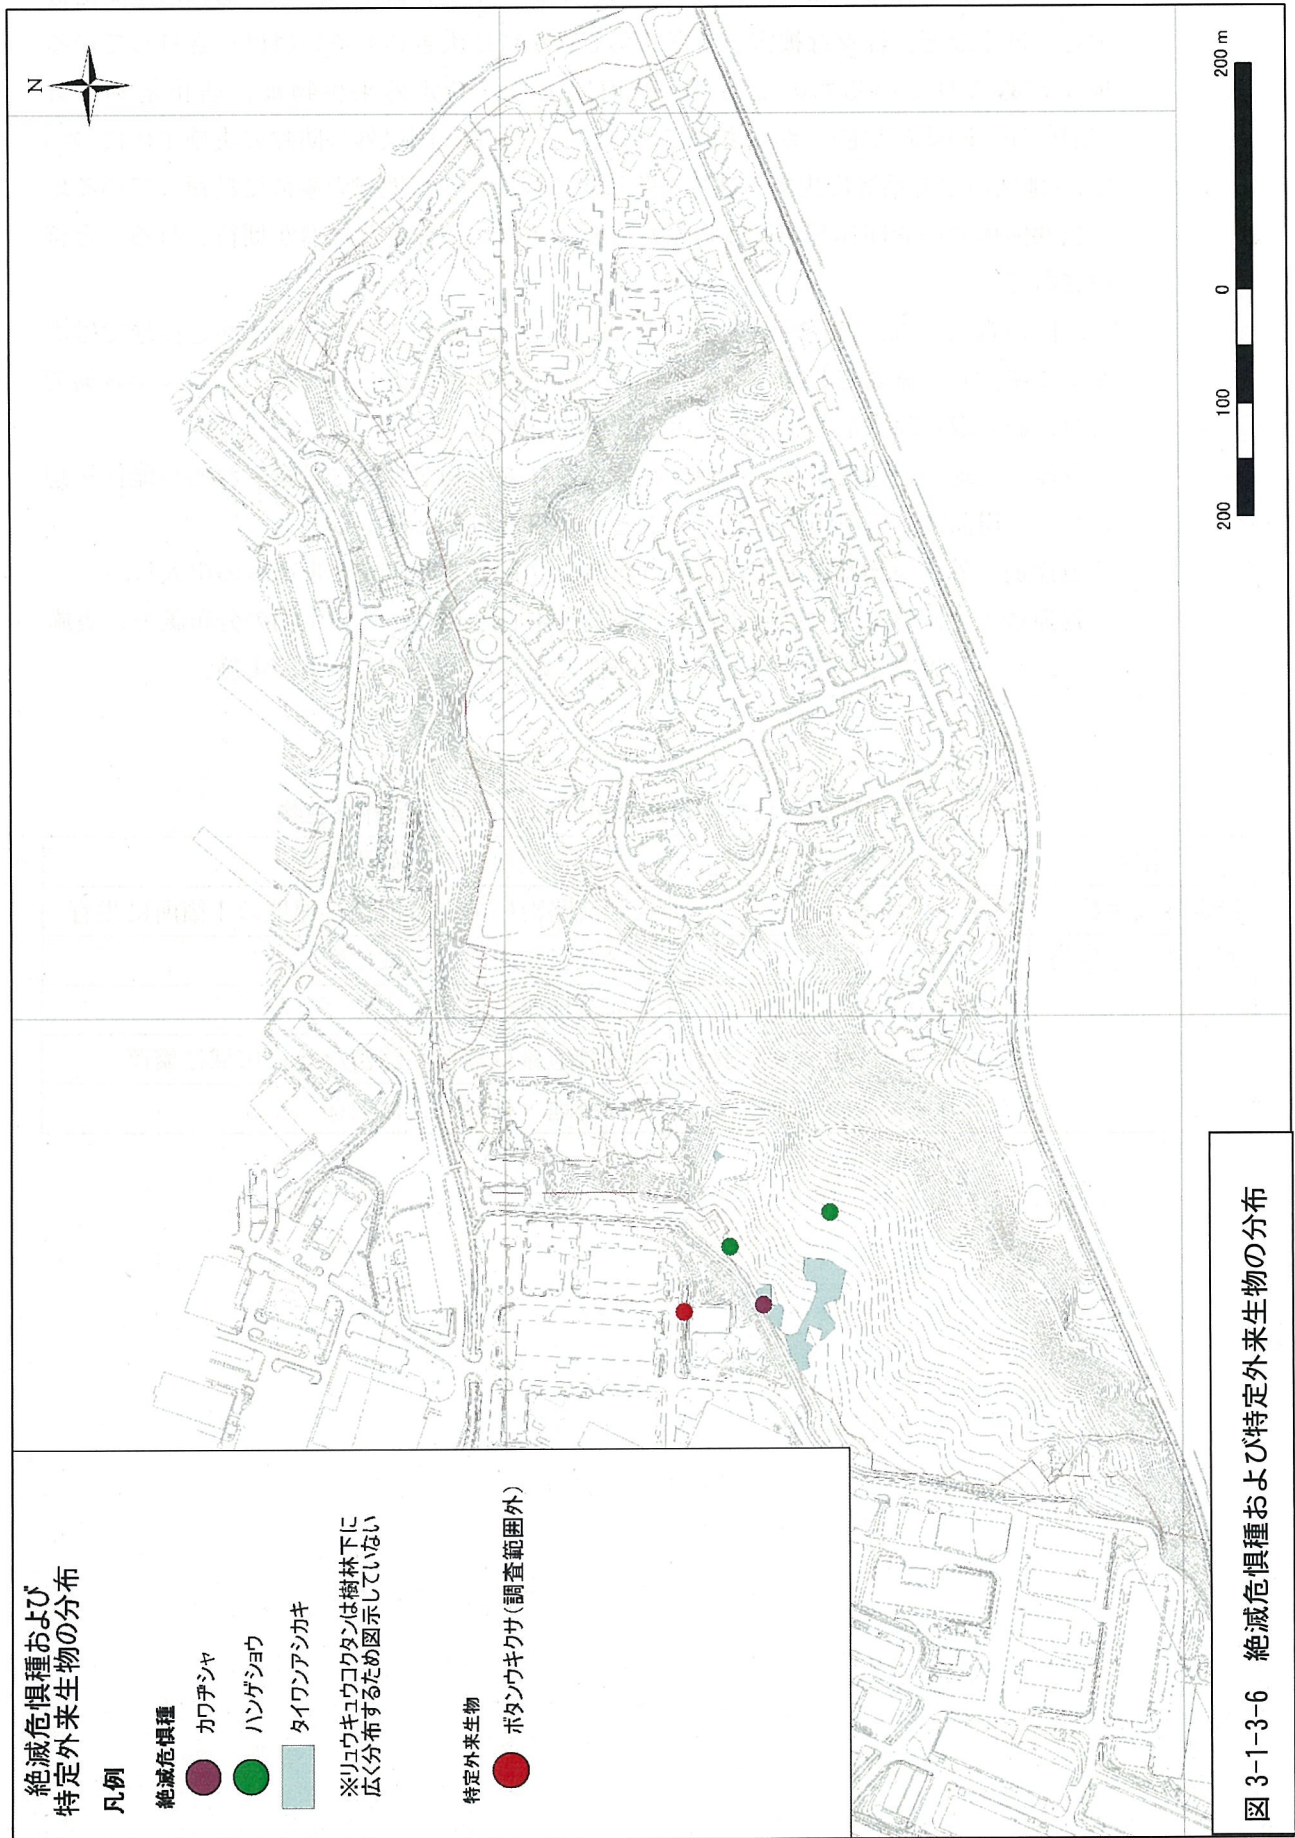 絶滅危惧種および
特定外来生物の分布
凡例
絶滅危惧種
カワヂシャ
ハンゲショウ
タイワンアシカキ
※リュウキュウコクタンは樹林下に
広く分布するため図示していない
特定外来生物
ボタンウキクサ(調査範囲外)
N
200 100 0 200 m
図 3-1-3-6 絶滅危惧種および特定外来生物の分布